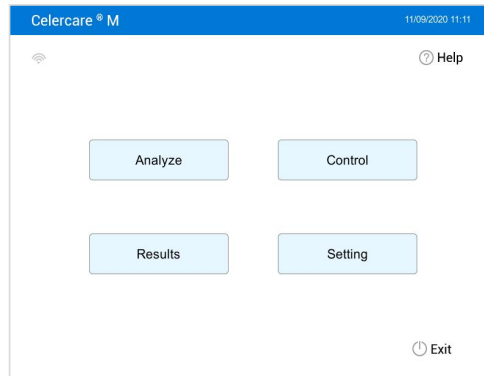 Celercare ® M 11/09/2020 11:11
Help
Analyze Control
Results Setting
Exit